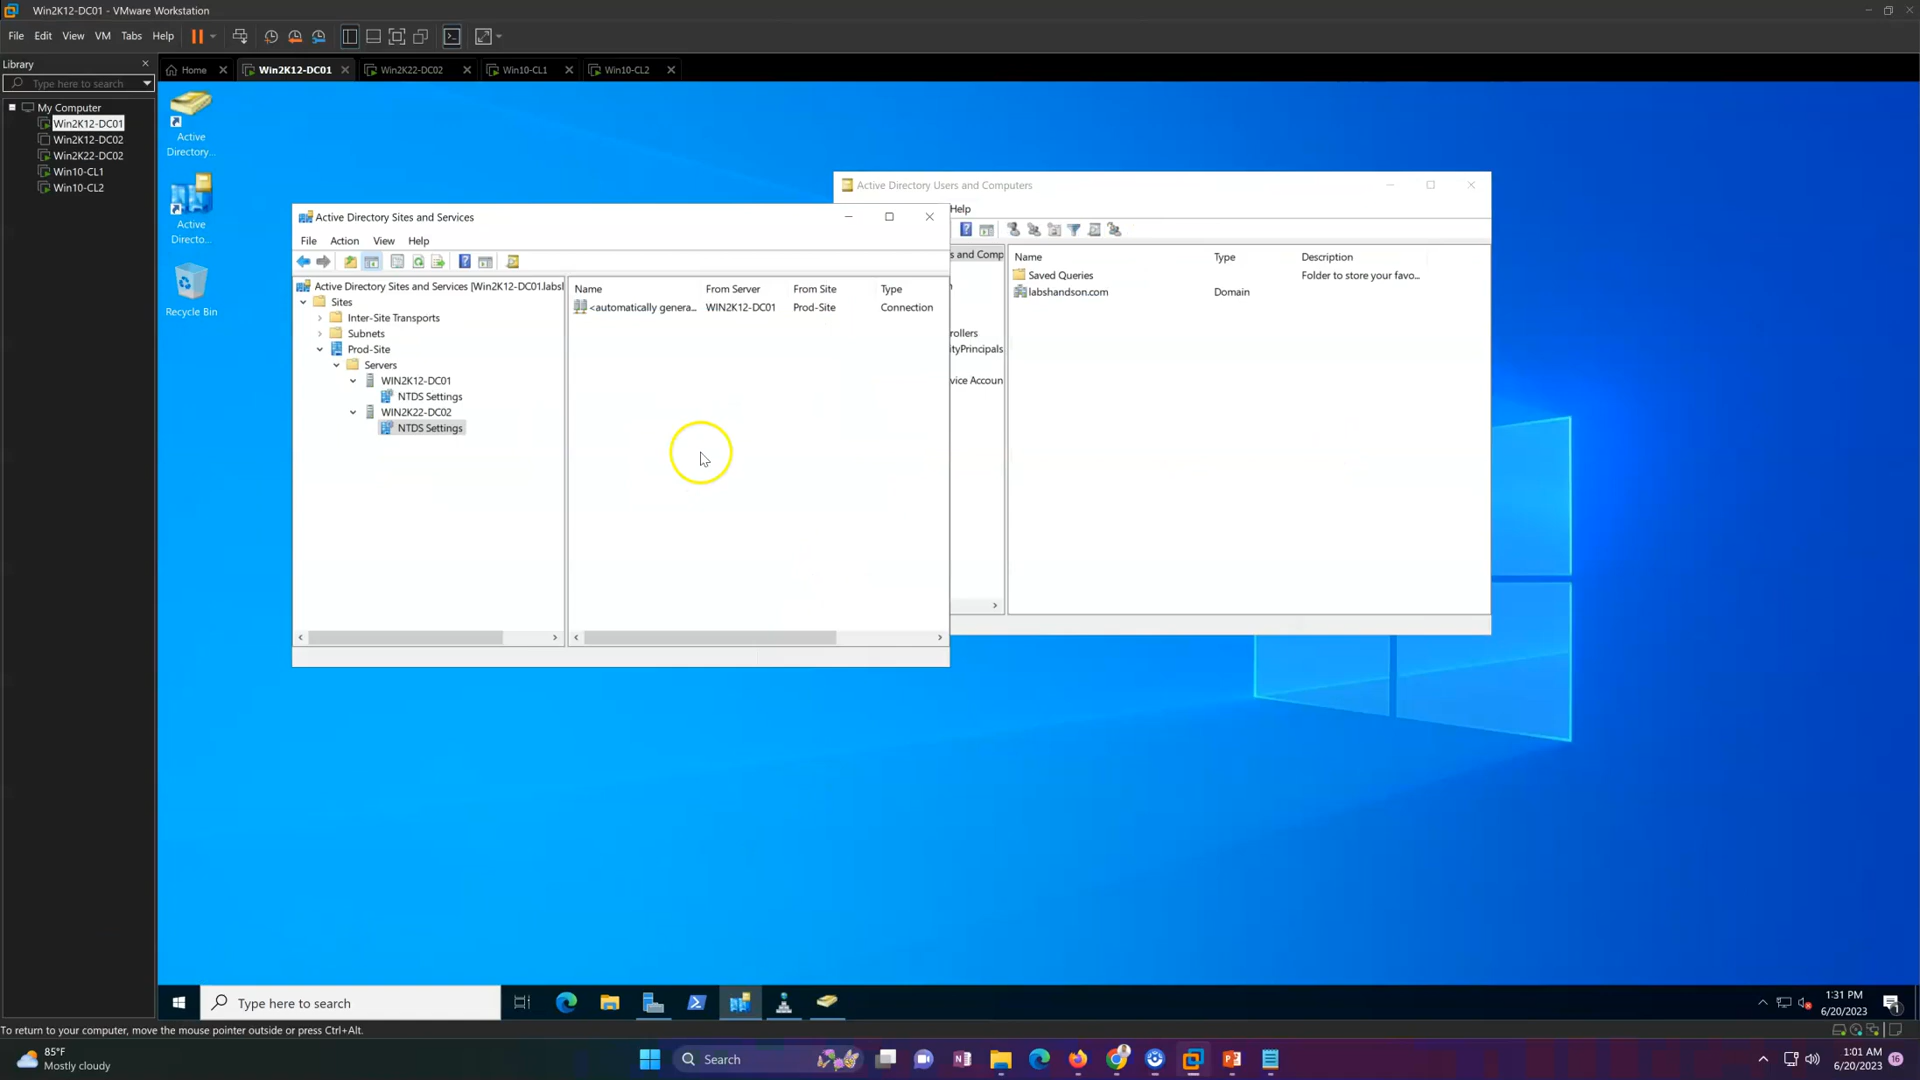 Win2K12-DC01 - VMware Workstation
File Edit View VM Tabs Help
Library
Type here to search
Home
Win2K12-DC01
Win2K22-DC02
Win10-CL1
Win10-CL2
My Computer
Win2K12-DC01
Win2K12-DC02
Win2K22-DC02
Win10-CL1
Win10-CL2
Active
Directory...
Active
Directo...
Recycle Bin
Active Directory Users and Computers
Help
s and Comp
rollers
ityPrincipals
vice Accoun
Name Type Description
Saved Queries Folder to store your favo...
labshandson.com Domain
Active Directory Sites and Services
File Action View Help
Active Directory Sites and Services [Win2K12-DC01.labsl
Sites
Inter-Site Transports
Subnets
Prod-Site
Servers
WIN2K12-DC01
NTDS Settings
WIN2K22-DC02
NTDS Settings
Name From Server From Site Type
<automatically genera... WIN2K12-DC01 Prod-Site Connection
Type here to search
1:31 PM
6/20/2023
1
To return to your computer, move the mouse pointer outside or press Ctrl+Alt.
85°F
Mostly cloudy
Search
1:01 AM
6/20/2023
16